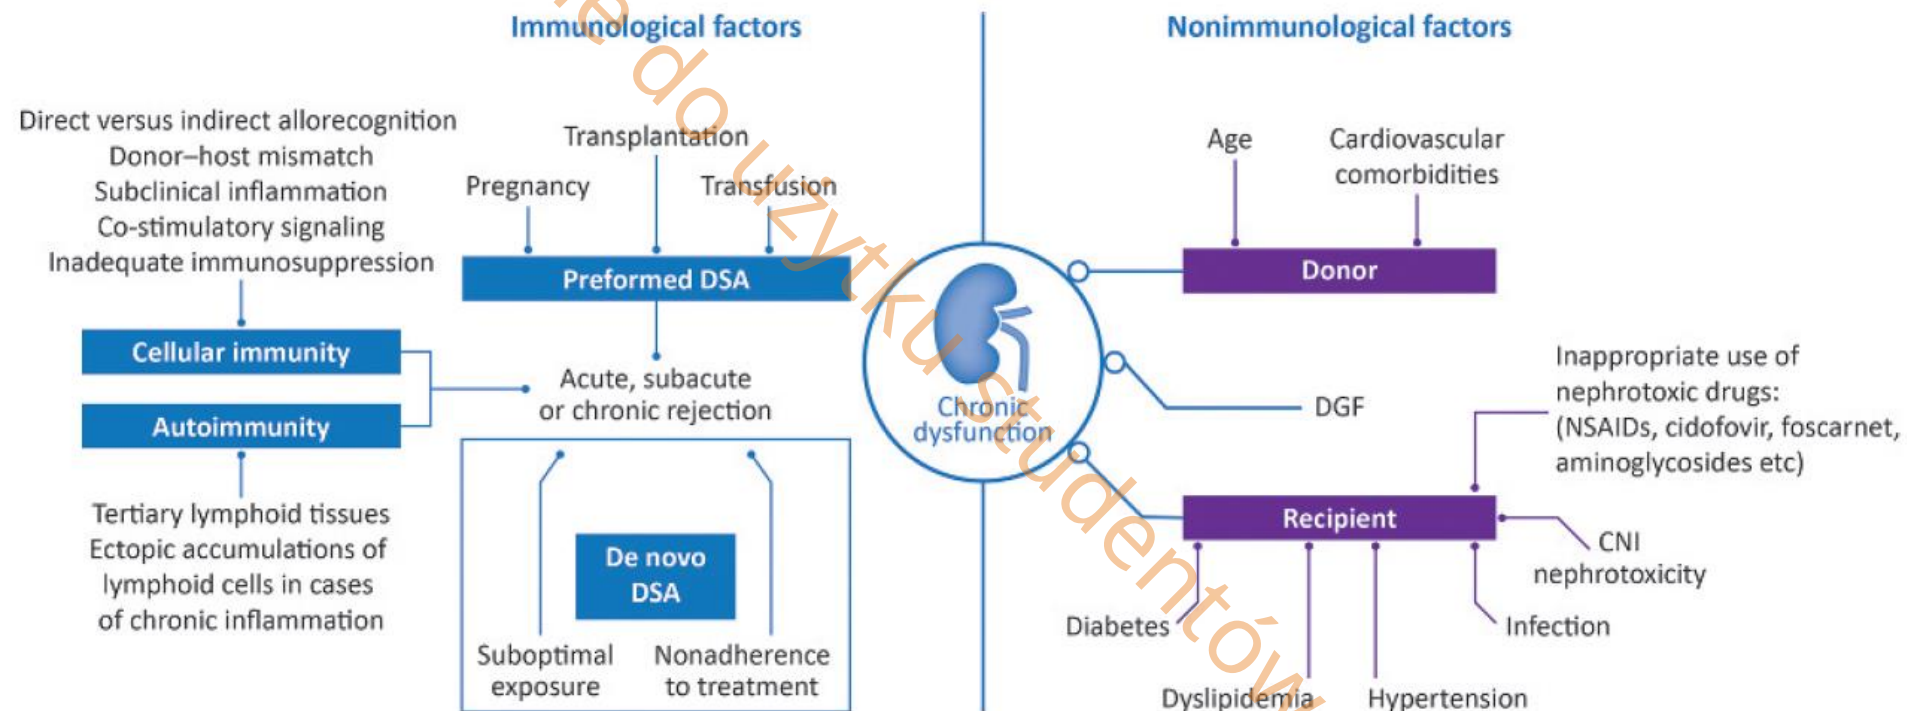 Immunological factors
Nonimmunological factors
Direct versus indirect allorecognition
Donor–host mismatch
Subclinical inflammation
Co-stimulatory signaling
Inadequate immunosuppression
Cellular immunity
Autoimmunity
Tertiary lymphoid tissues
Ectopic accumulations of
lymphoid cells in cases
of chronic inflammation
Transplantation
Pregnancy
Transfusion
Preformed DSA
Acute, subacute
or chronic rejection
De novo
DSA
Suboptimal
exposure
Nonadherence
to treatment
Chronic
dysfunction
Age
Cardiovascular
comorbidities
Donor
DGF
Inappropriate use of
nephrotoxic drugs:
(NSAIDs, cidofovir, foscarnet,
aminoglycosides etc)
Recipient
CNI
nephrotoxicity
Diabetes
Infection
Dyslipidemia
Hypertension
do użytku studentów